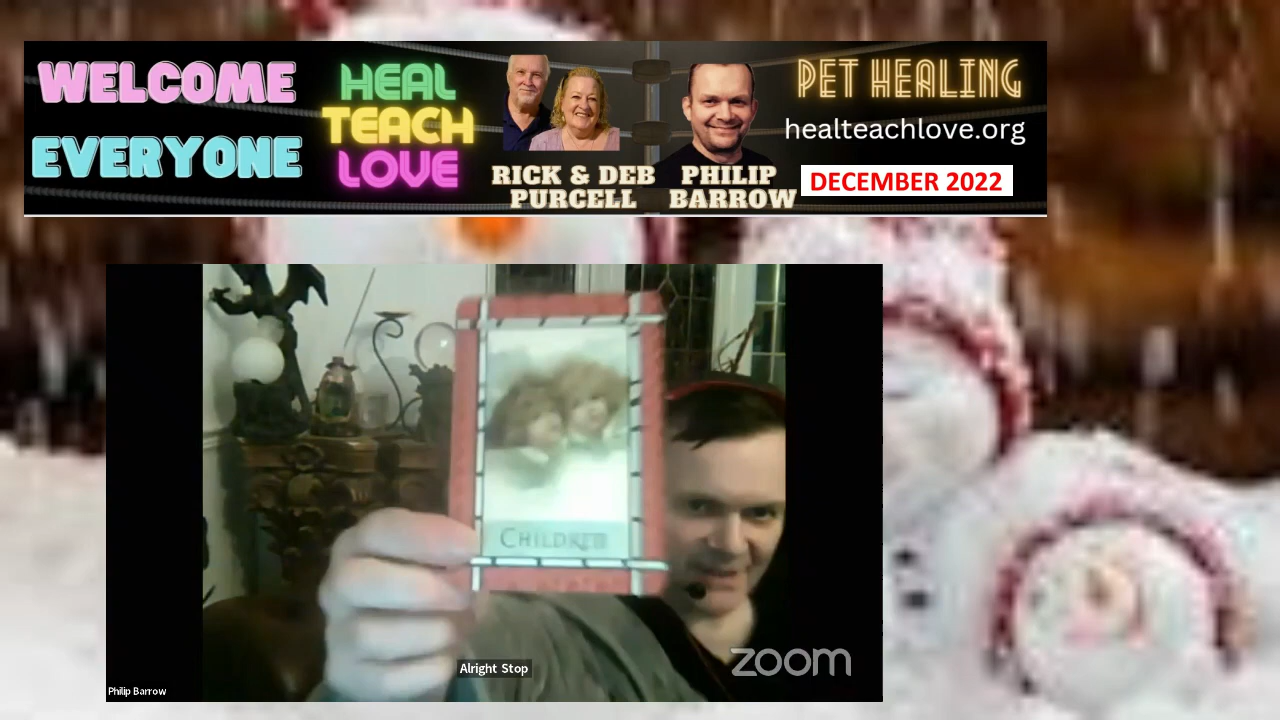 WELCOME
EVERYONE
HEAL
TEACH
LOVE
RICK & DEB
PURCELL
PHILIP
BARROW
PET HEALING
healteachlove.org
DECEMBER 2022
CHILDREN
Alright Stop
zoom
Philip Barrow